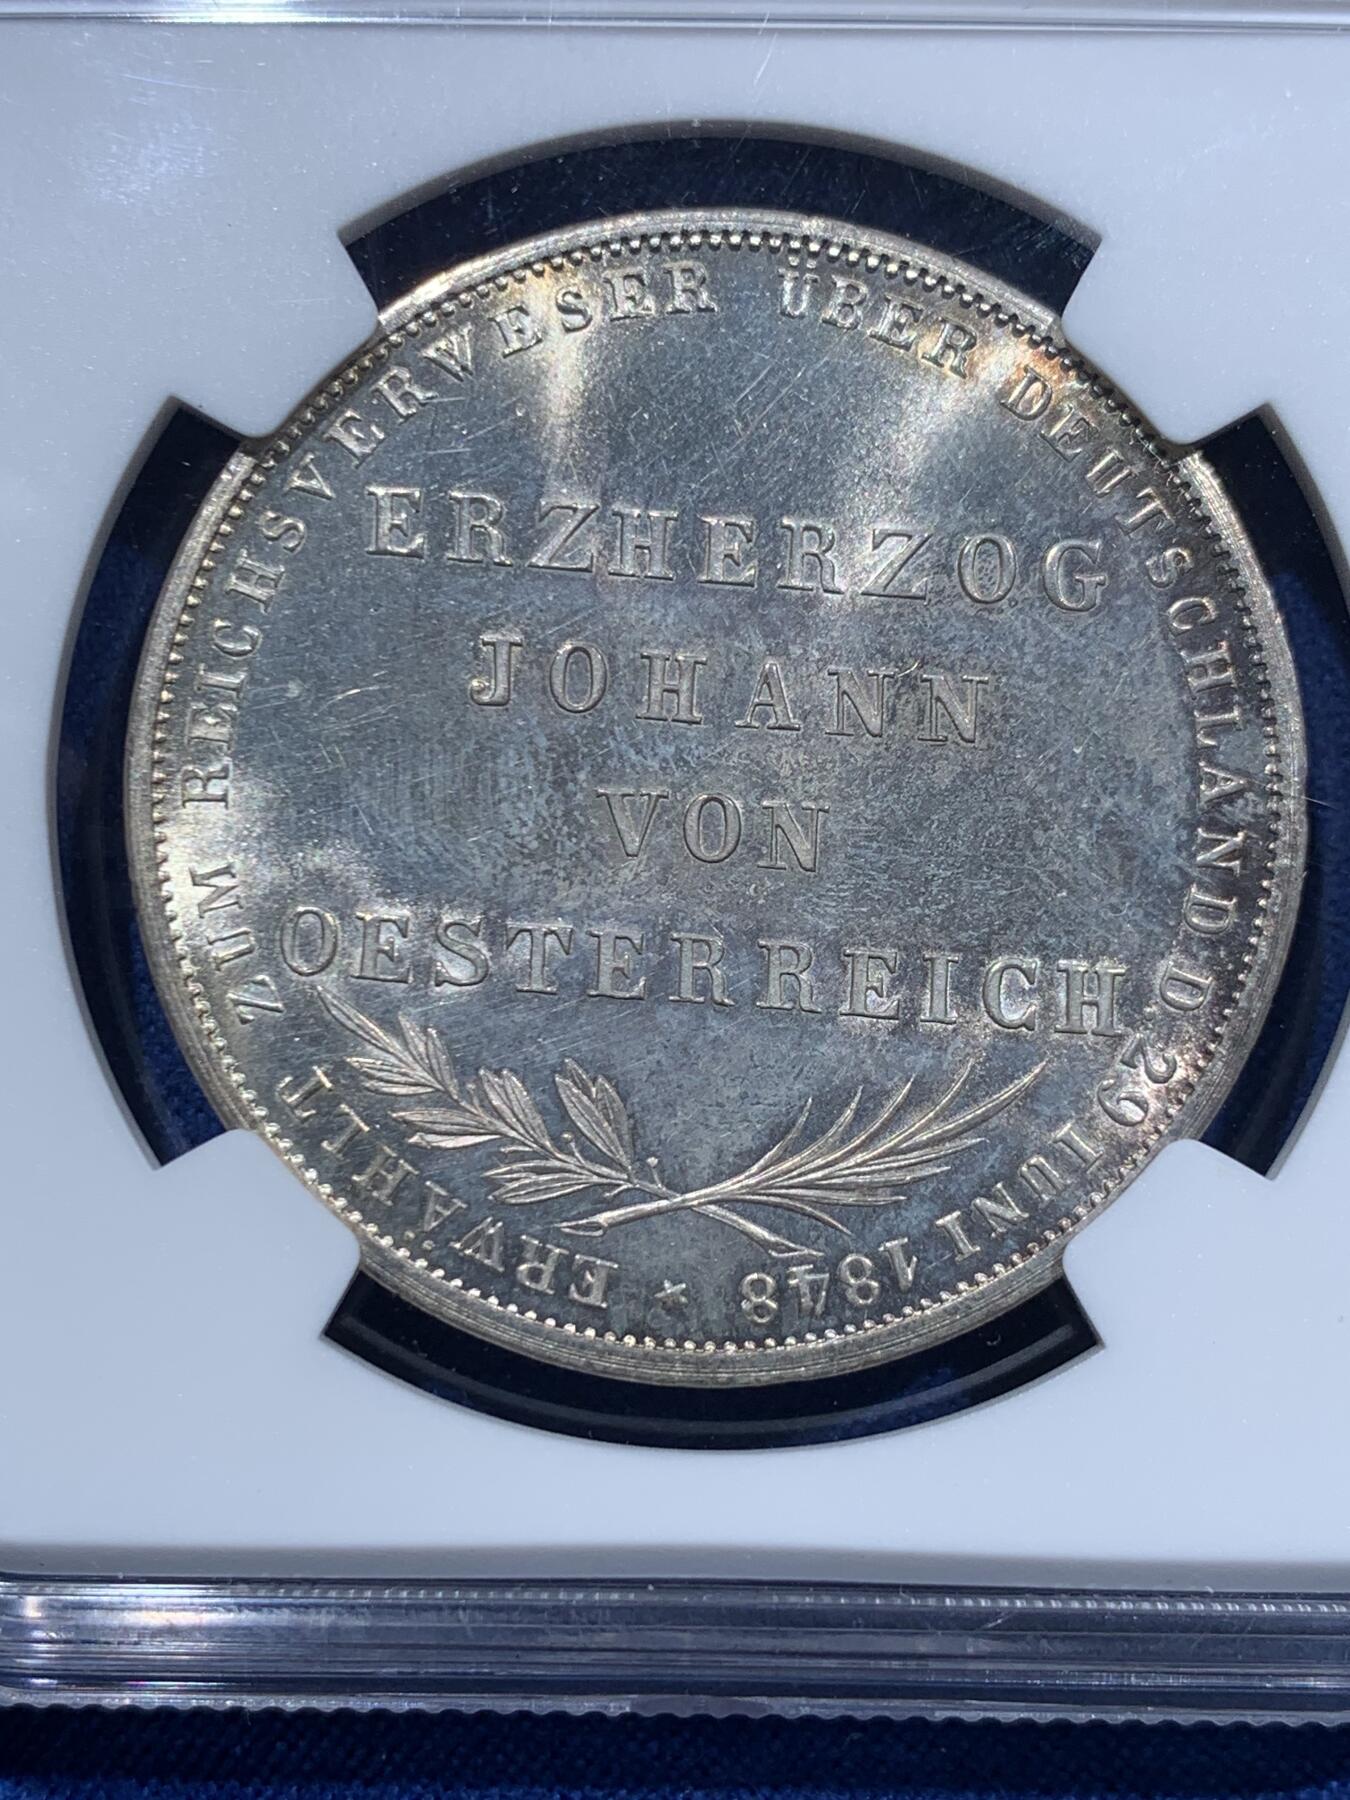 ERZHERZOG
JOHANN
VON
OESTERREICH
ERWÄHLT ZUM REICHSVERWESER ÜBER DEUTSCHLAND D. 29 IUNI 1848